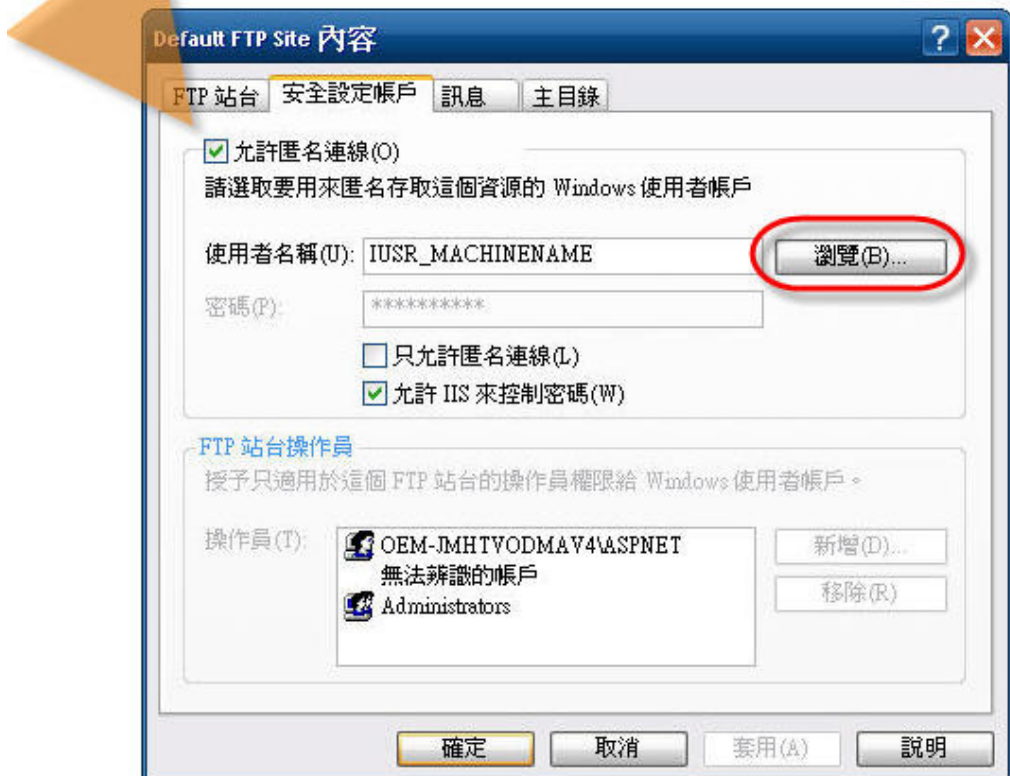 Default FTP Site 內容
FTP 站台 安全設定帳戶 訊息 主目錄
允許匿名連線(O)
請選取要用來匿名存取這個資源的 Windows 使用者帳戶
使用者名稱(U): IUSR_MACHINENAME 瀏覽(B)...
密碼(P): **********
只允許匿名連線(L)
允許 IIS 來控制密碼(W)
FTP 站台操作員
授予只適用於這個 FTP 站台的操作員權限給 Windows 使用者帳戶。
操作員(T): OEM-JMHTVODMAV4\ASPNET 新增(D)...
無法辨識的帳戶
Administrators 移除(R)
確定 取消 套用(A) 說明